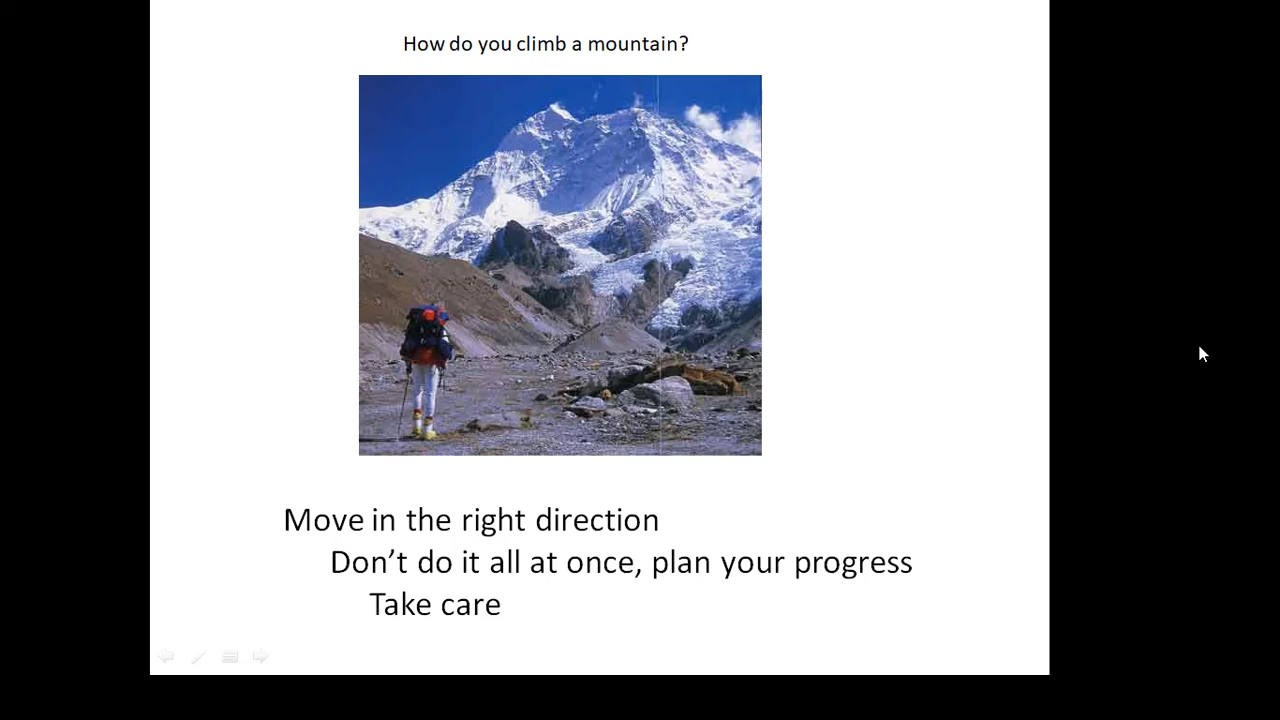 How do you climb a mountain?
Move in the right direction
Don’t do it all at once, plan your progress
Take care